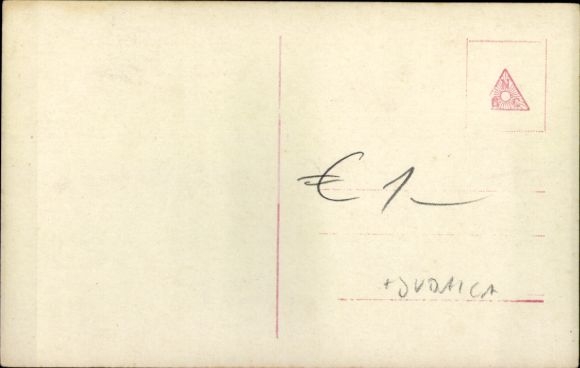 N
B C
€ 1-
+JUDAICA